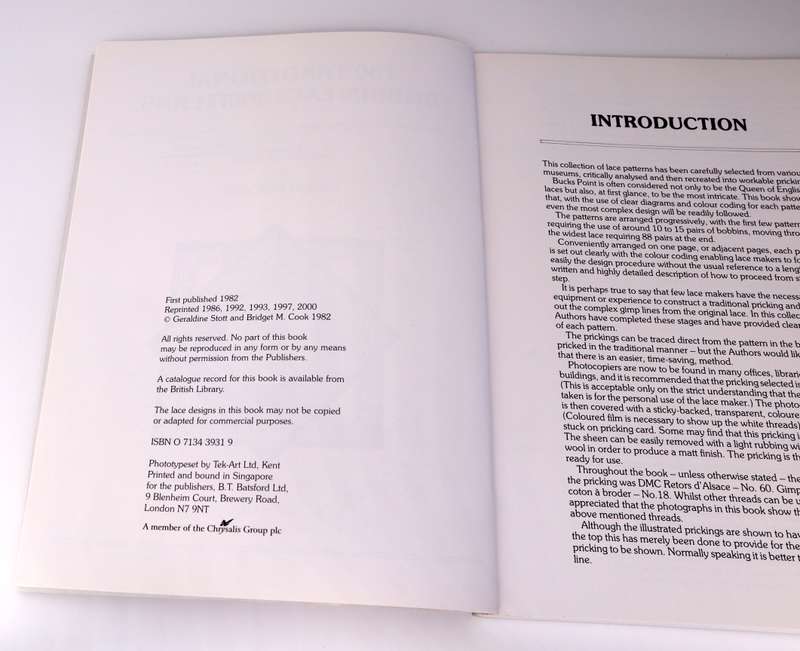 First published 1982
Reprinted 1986, 1992, 1993, 1997, 2000
© Geraldine Stott and Bridget M. Cook 1982
All rights reserved. No part of this book
may be reproduced in any form or by any means
without permission from the Publishers.
A catalogue record for this book is available from
the British Library.
The lace designs in this book may not be copied
or adapted for commercial purposes.
ISBN O 7134 3931 9
Phototypeset by Tek-Art Ltd, Kent
Printed and bound in Singapore
for the publishers, B.T. Batsford Ltd,
9 Blenheim Court, Brewery Road,
London N7 9NT
A member of the Chrysalis Group plc
INTRODUCTION
This collection of lace patterns has been carefully selected from
museums, critically analysed and then recreated into workable
Bucks Point is often considered not only to be the Queen of
laces but also, at first glance, to be the most intricate. This book
that, with the use of clear diagrams and colour coding for each
even the most complex design will be readily followed.
The patterns are arranged progressively, with the first few
requiring the use of around 10 to 15 pairs of bobbins, moving
the widest lace requiring 88 pairs at the end.
Conveniently arranged on one page, or adjacent pages, each
is set out clearly with the colour coding enabling lace makers to
easily the design procedure without the usual reference to a
written and highly detailed description of how to proceed from
step.
It is perhaps true to say that few lace makers have the
equipment or experience to construct a traditional pricking and
out the complex gimp lines from the original lace. In this
Authors have completed these stages and have provided
of each pattern.
The prickings can be traced direct from the pattern in the
pricked in the traditional manner – but the Authors would
that there is an easier, time-saving, method.
Photocopiers are now to be found in many offices,
buildings, and it is recommended that the pricking selected
(This is acceptable only on the strict understanding that
taken is for the personal use of the lace maker.) The
is then covered with a sticky-backed, transparent,
(Coloured film is necessary to show up the white threads)
stuck on pricking card. Some may find that this pricking
The sheen can be easily removed with a light rubbing
wool in order to produce a matt finish. The pricking is
ready for use.
Throughout the book – unless otherwise stated –
the pricking was DMC Retors d'Alsace – No. 60.
coton à broder – No.18. Whilst other threads can be
appreciated that the photographs in this book show
above mentioned threads.
Although the illustrated prickings are shown to
the top this has merely been done to provide for
pricking to be shown. Normally speaking it is better
line.